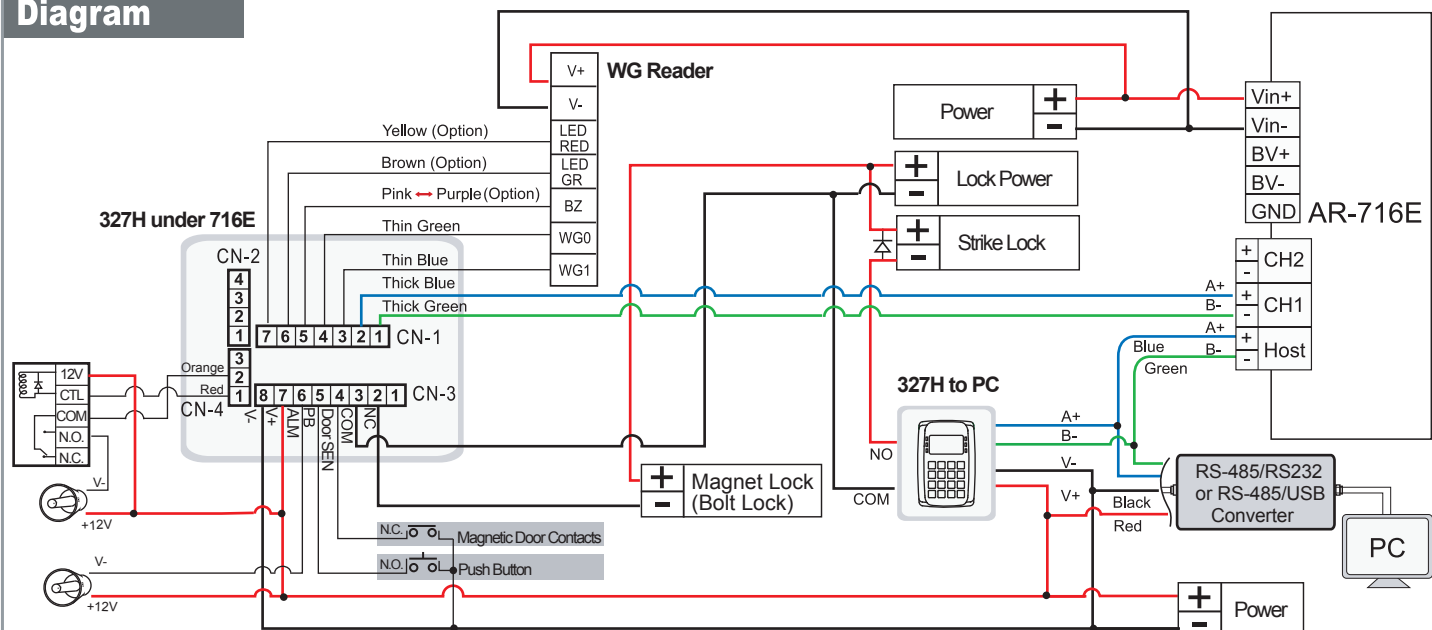 Diagram
V+
WG Reader
V-
LED
RED
LED
GR
BZ
WG0
WG1
Yellow (Option)
Brown (Option)
Pink ↔ Purple (Option)
Thin Green
Thin Blue
Thick Blue
Thick Green
327H under 716E
CN-2
4
3
2
1
7 6 5 4 3 2 1 CN-1
3
2
1
CN-4
Orange
Red
8 7 6 5 4 3 2 1 CN-3
V-
V+
ALM
PB
Door SEN
COM
NC
12V
CTL
COM
N.O.
N.C.
V-
+12V
V-
+12V
N.C. Magnetic Door Contacts
N.O. Push Button
Power + -
+ - Lock Power
+ - Strike Lock
+ - Magnet Lock
(Bolt Lock)
327H to PC
NO
COM
A+
B-
V-
V+
Black
Red
Vin+
Vin-
BV+
BV-
GND AR-716E
+ - CH2
A+ + CH1
B- -
A+ + Host
B- -
Blue
Green
RS-485/RS232
or RS-485/USB
Converter
PC
+ - Power